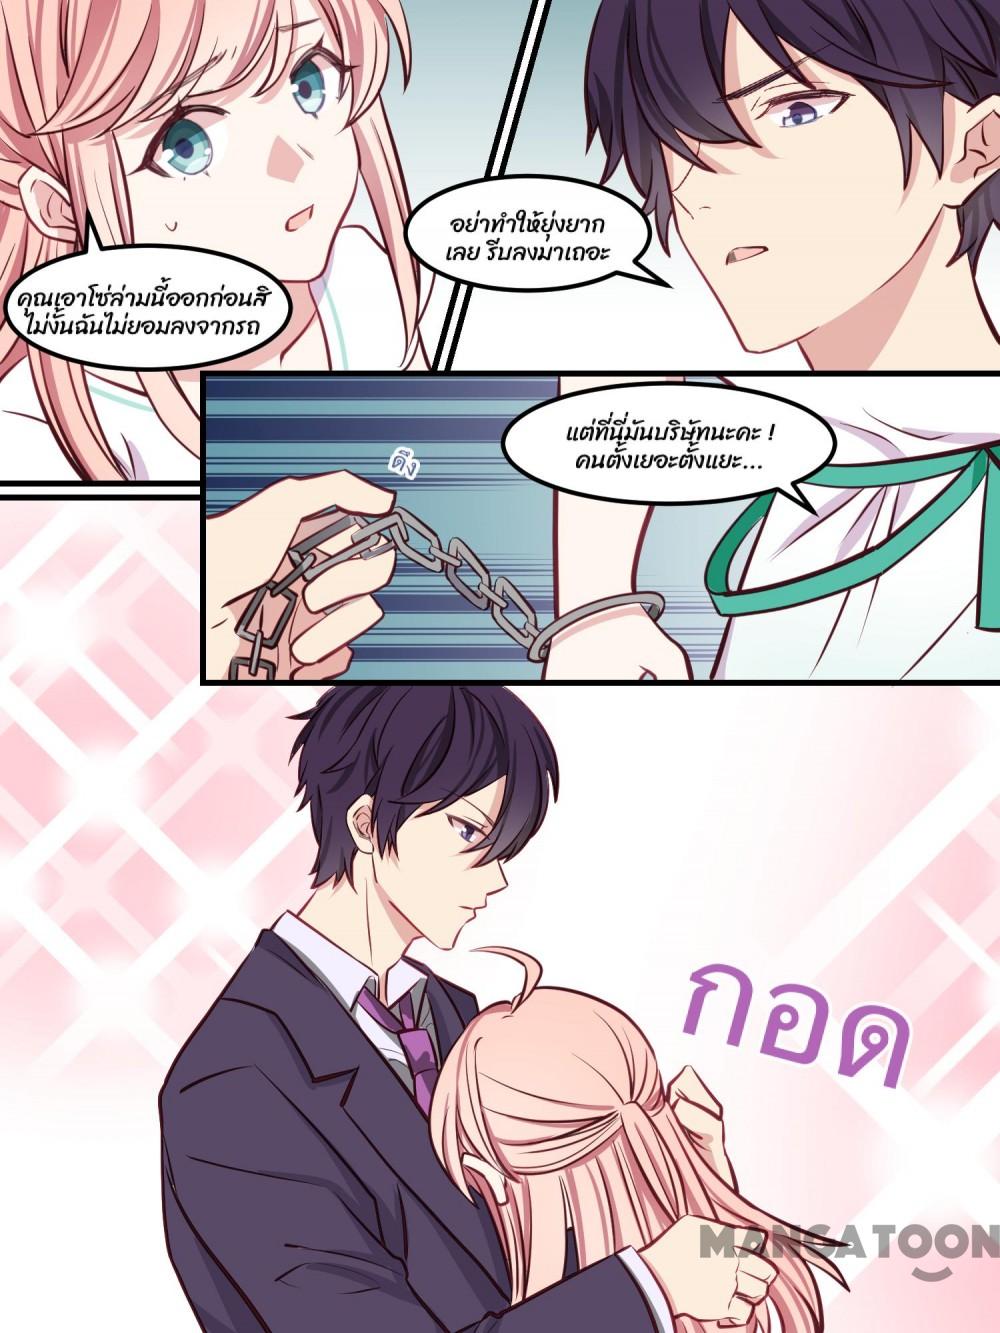 คุณเอาโซ่ล่ามนี้ออกก่อนสิ
ไม่งั้นฉันไม่ยอมลงจากรถ
อย่าทำให้ยุ่งยาก
เลย รีบลงมาเถอะ
แต่ที่นี่มันบริษัทนะคะ !
คนตั้งเยอะตั้งแยะ...
ดึง
กอด
MANGATOON